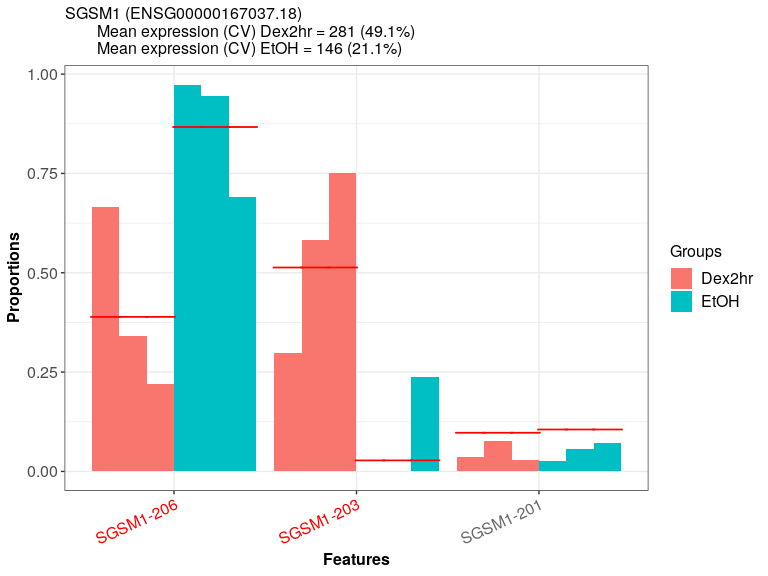 SGSM1 (ENSG00000167037.18)
Mean expression (CV) Dex2hr = 281 (49.1%)
Mean expression (CV) EtOH = 146 (21.1%)
1.00
0.75
0.50
0.25
0.00
Proportions
SGSM1-206
SGSM1-203
SGSM1-201
Features
Groups
Dex2hr
EtOH